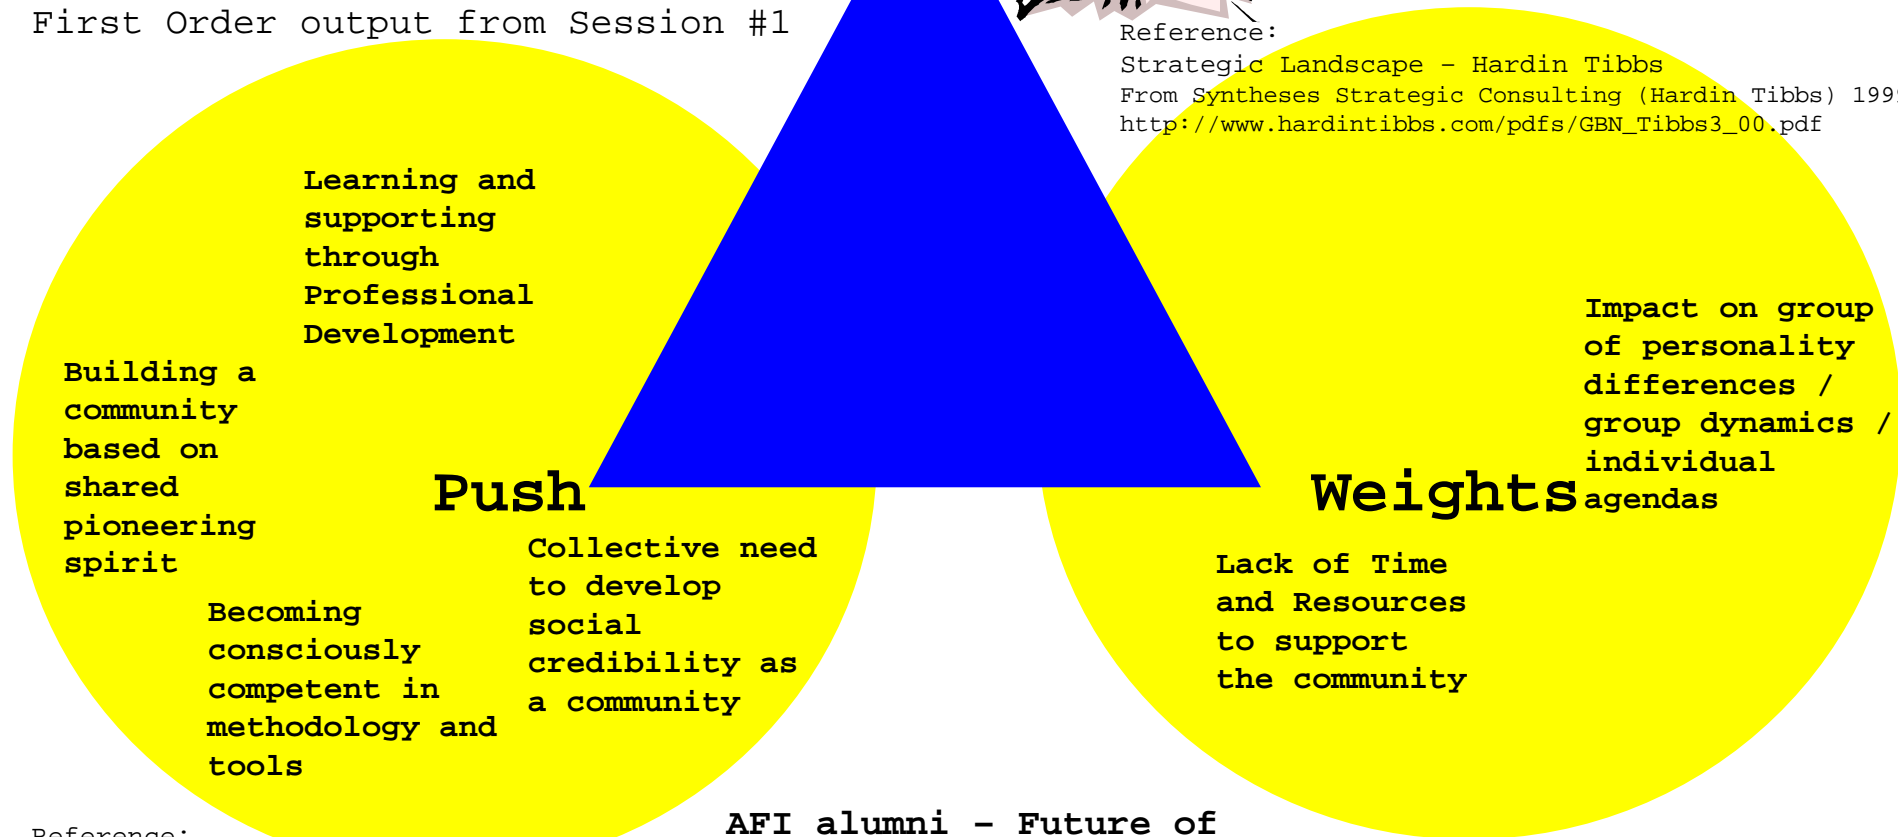 First Order output from Session #1
Reference:
Strategic Landscape – Hardin Tibbs
From Syntheses Strategic Consulting (Hardin Tibbs) 1999
http://www.hardintibbs.com/pdfs/GBN_Tibbs3_00.pdf
Learning and
supporting
through
Professional
Development
Building a
community
based on
shared
pioneering
spirit
Push
Becoming
consciously
competent in
methodology and
tools
Collective need
to develop
social
credibility as
a community
Weights
Impact on group
of personality
differences /
group dynamics /
individual
agendas
Lack of Time
and Resources
to support
the community
AFI alumni – Future of
Reference: